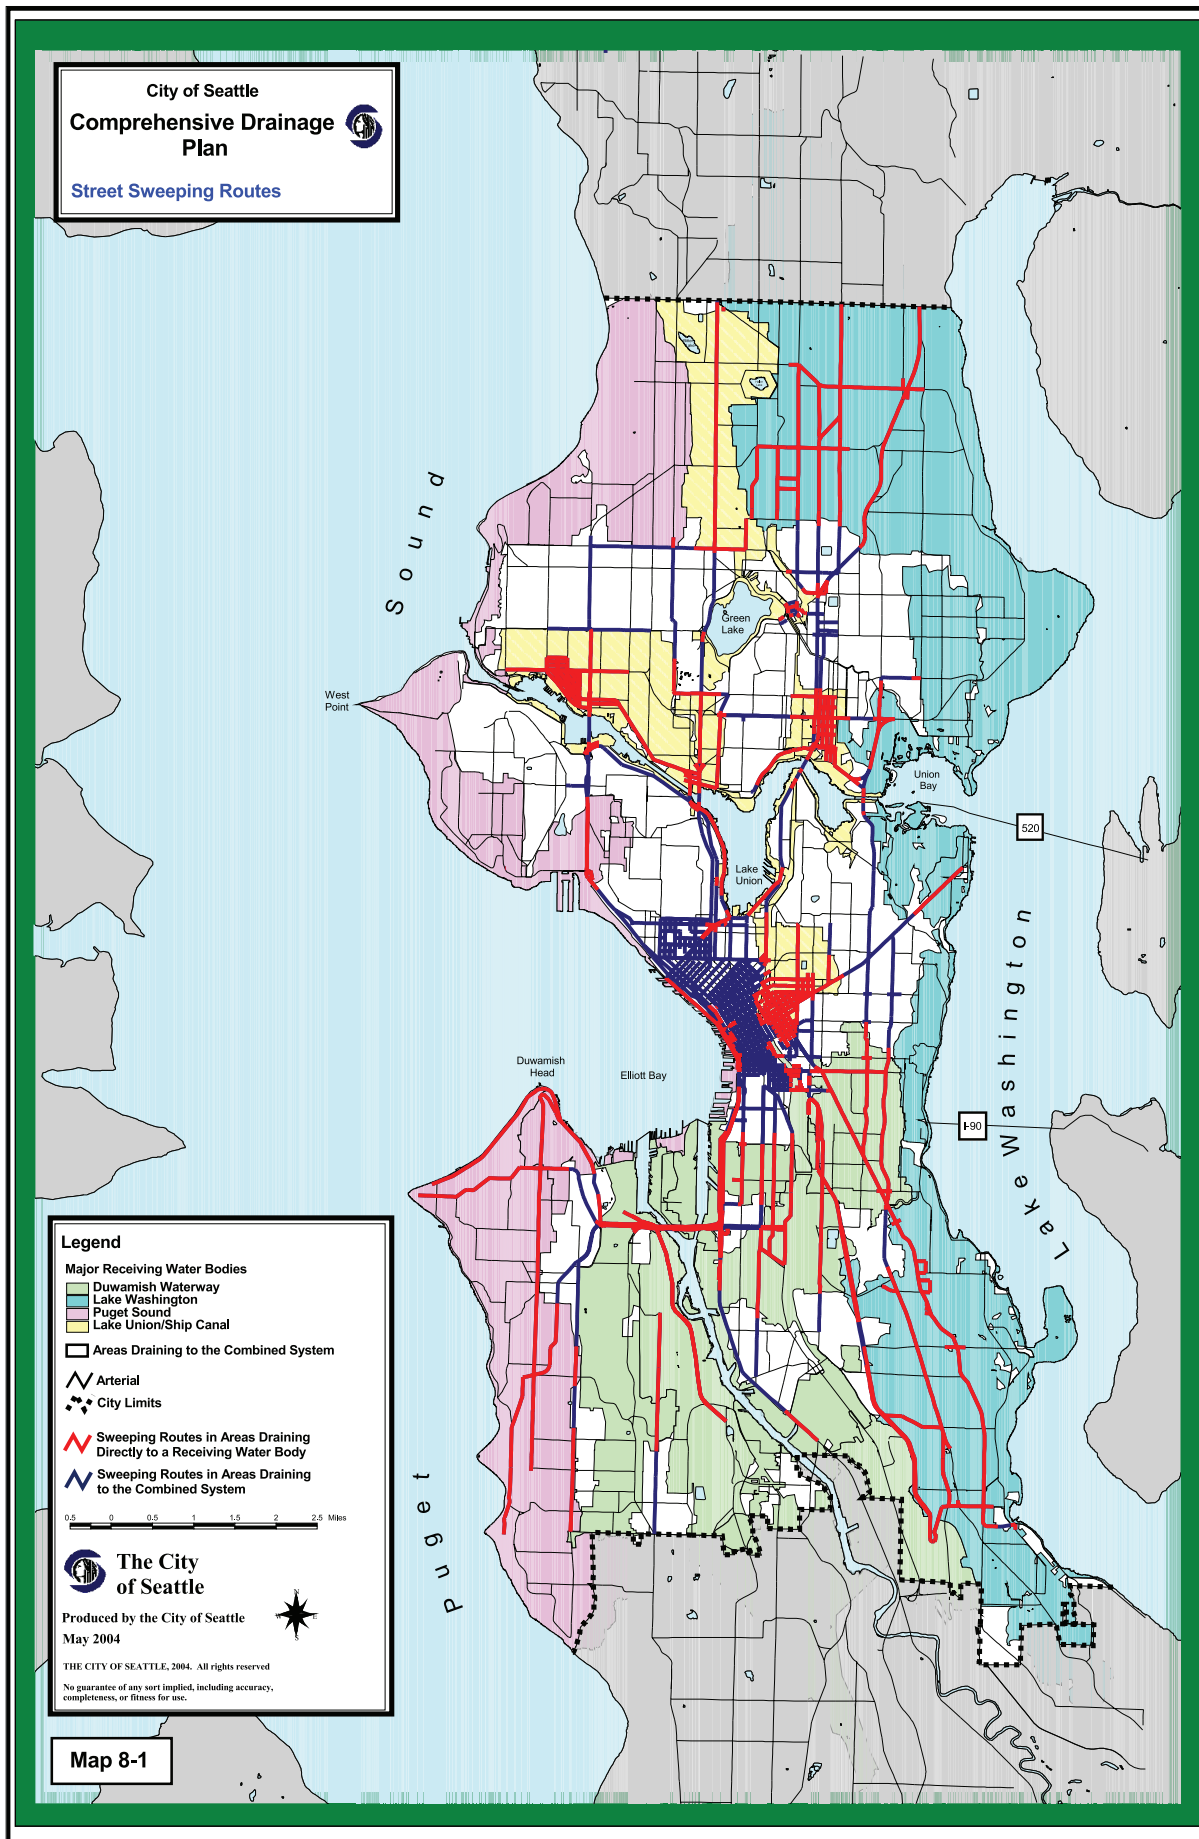 City of Seattle
Comprehensive Drainage
Plan
Street Sweeping Routes
Sound
Green
Lake
West
Point
Union
Bay
520
Lake
Union
Lake Washington
Duwamish
Head
Elliott Bay
I-90
Puget
Legend
Major Receiving Water Bodies
Duwamish Waterway
Lake Washington
Puget Sound
Lake Union/Ship Canal
Areas Draining to the Combined System
Arterial
City Limits
Sweeping Routes in Areas Draining
Directly to a Receiving Water Body
Sweeping Routes in Areas Draining
to the Combined System
0.5 0 0.5 1 1.5 2 2.5 Miles
The City
of Seattle
N
W E
S
Produced by the City of Seattle
May 2004
THE CITY OF SEATTLE, 2004. All rights reserved
No guarantee of any sort implied, including accuracy,
completeness, or fitness for use.
Map 8-1